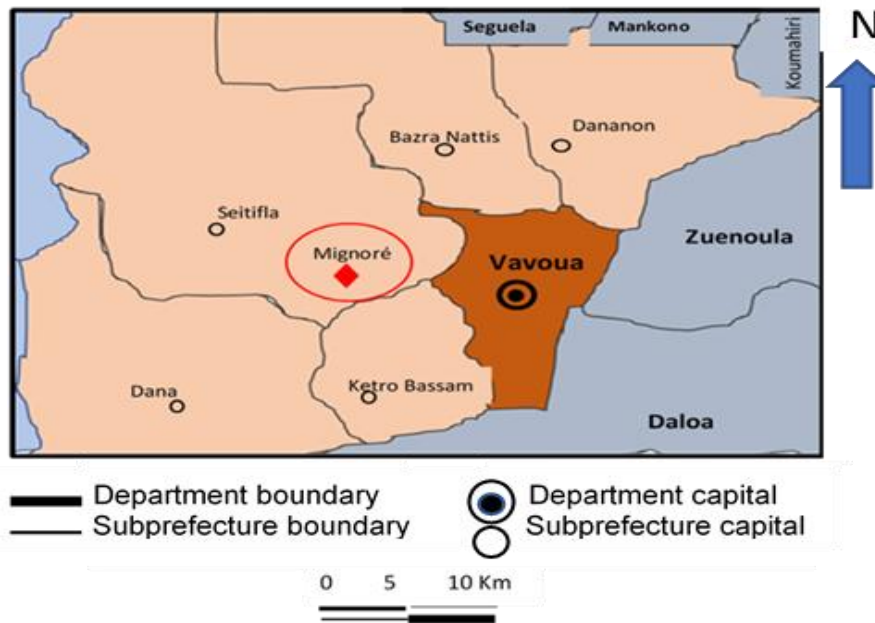 N
Seguela
Mankono
Koumahiri
Bazra Nattis
Dananon
Seitifla
Mignoré
Zuenoula
Vavoua
Dana
Ketro Bassam
Daloa
Department boundary
Department capital
Subprefecture boundary
Subprefecture capital
0 5 10 Km